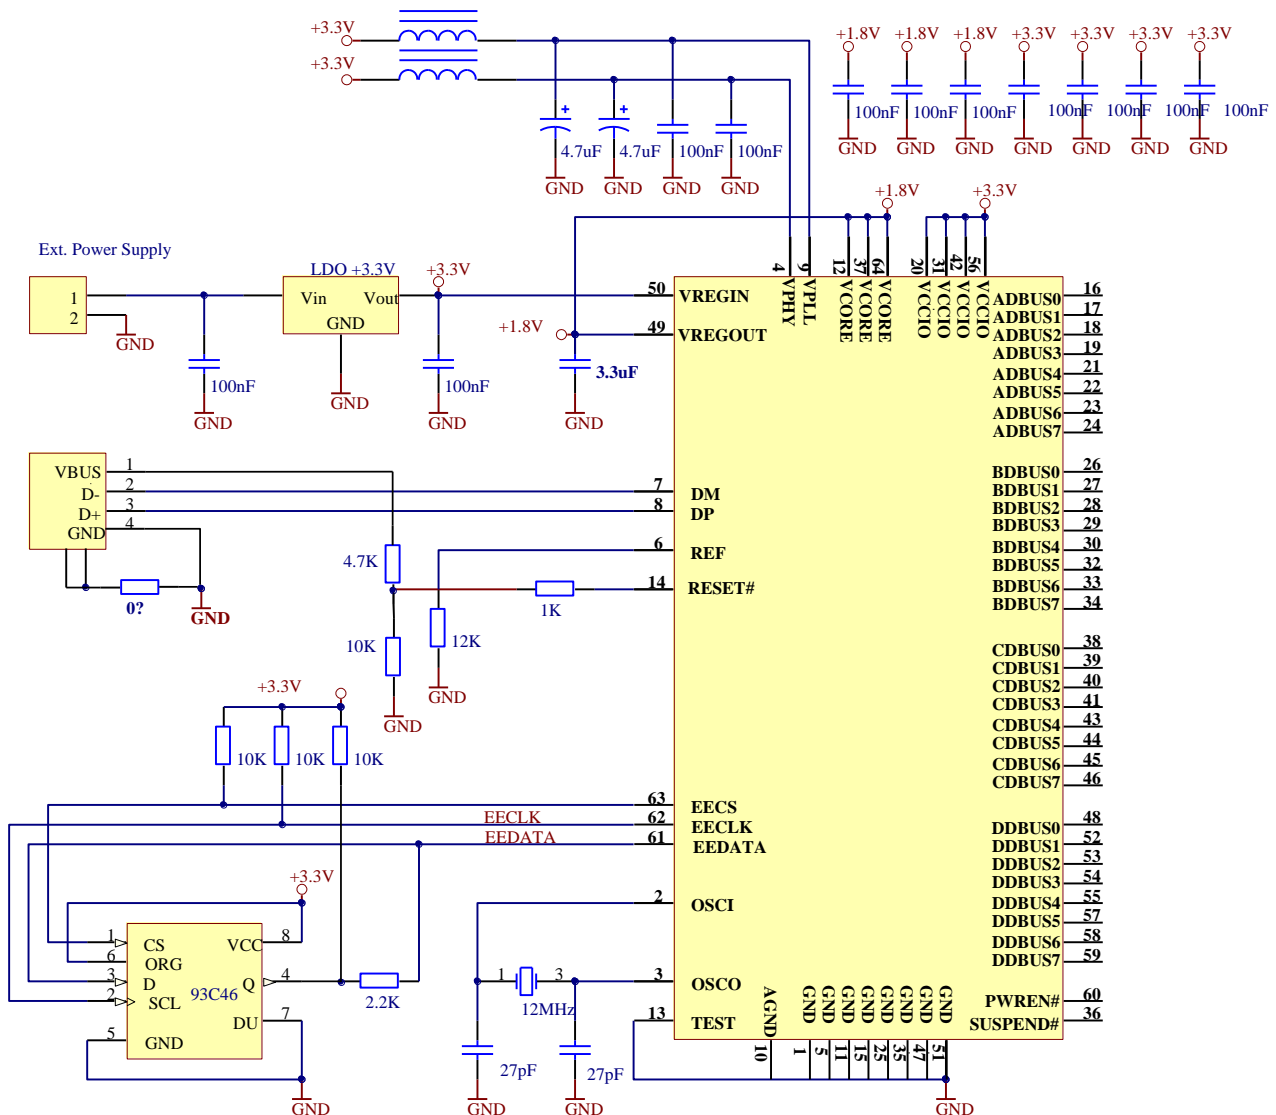 +3.3V
+3.3V
4.7uF
4.7uF
100nF
100nF
GND
GND
GND
GND
+1.8V
+1.8V
+1.8V
+3.3V
+3.3V
+3.3V
+3.3V
100nF
100nF
100nF
100nF
100nF
100nF
100nF
GND
GND
GND
GND
GND
GND
GND
+1.8V
+3.3V
Ext. Power Supply
1
2
GND
100nF
GND
LDO +3.3V
Vin
Vout
GND
GND
+3.3V
100nF
GND
+1.8V
3.3uF
GND
50 VREGIN
49 VREGOUT
4 VPHY
9 VPLL
12 VCORE
37 VCORE
64 VCORE
20 VCCIO
31 VCCIO
42 VCCIO
56 VCCIO
ADBUS0 16
ADBUS1 17
ADBUS2 18
ADBUS3 19
ADBUS4 21
ADBUS5 22
ADBUS6 23
ADBUS7 24
VBUS 1
D- 2
D+ 3
GND 4
0?
GND
7 DM
8 DP
6 REF
14 RESET#
4.7K
1K
10K
12K
GND
GND
BDBUS0 26
BDBUS1 27
BDBUS2 28
BDBUS3 29
BDBUS4 30
BDBUS5 32
BDBUS6 33
BDBUS7 34
CDBUS0 38
CDBUS1 39
CDBUS2 40
CDBUS3 41
CDBUS4 43
CDBUS5 44
CDBUS6 45
CDBUS7 46
+3.3V
10K
10K
10K
63 EECS
EECLK 62 EECLK
EEDATA 61 EEDATA
DDBUS0 48
DDBUS1 52
DDBUS2 53
DDBUS3 54
DDBUS4 55
DDBUS5 57
DDBUS6 58
DDBUS7 59
PWREN# 60
SUSPEND# 36
+3.3V
1 CS
6 ORG
3 D
2 SCL
5 GND
93C46
VCC 8
Q 4
DU 7
2.2K
GND
2 OSCI
3 OSCO
13 TEST
1
3
12MHz
27pF
27pF
GND
GND
AGND 10
GND 1
GND 5
GND 11
GND 15
GND 25
GND 35
GND 47
GND 51
GND